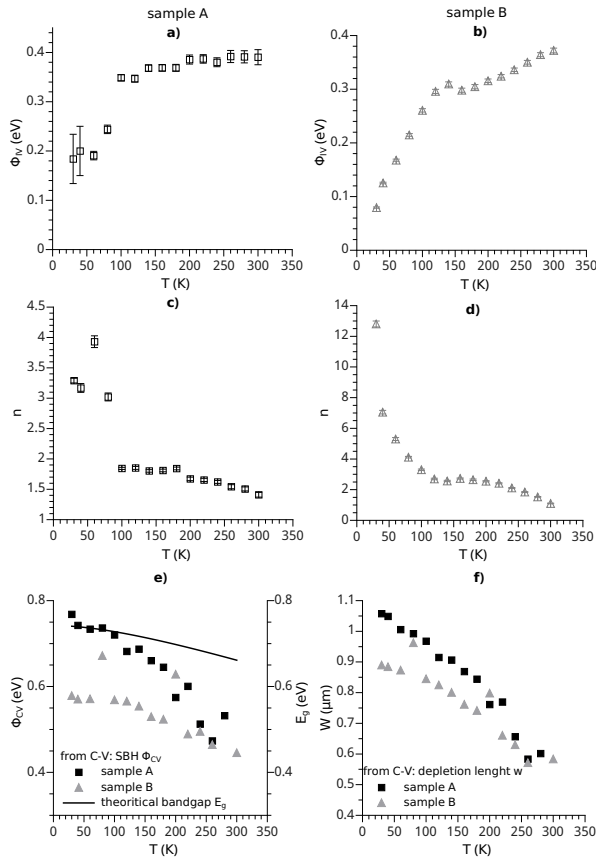 sample A
sample B
a)
b)
0.4
0.3
0.2
0.1
0
Φ_IV (eV)
0 50 100 150 200 250 300 350
T (K)
0.4
0.3
0.2
0.1
0
Φ_IV (eV)
0 50 100 150 200 250 300 350
T (K)
c)
d)
4.5
4
3.5
3
2.5
2
1.5
1
n
0 50 100 150 200 250 300 350
T (K)
14
12
10
8
6
4
2
0
n
0 50 100 150 200 250 300 350
T (K)
e)
f)
0.8
0.6
0.4
Φ_CV (eV)
0.8
0.6
0.4
E_g (eV)
from C-V: SBH Φ_CV
sample A
sample B
theoritical bandgap E_g
0 50 100 150 200 250 300 350
T (K)
1.1
1
0.9
0.8
0.7
0.6
0.5
0.4
W (μm)
from C-V: depletion lenght w
sample A
sample B
0 50 100 150 200 250 300 350
T (K)